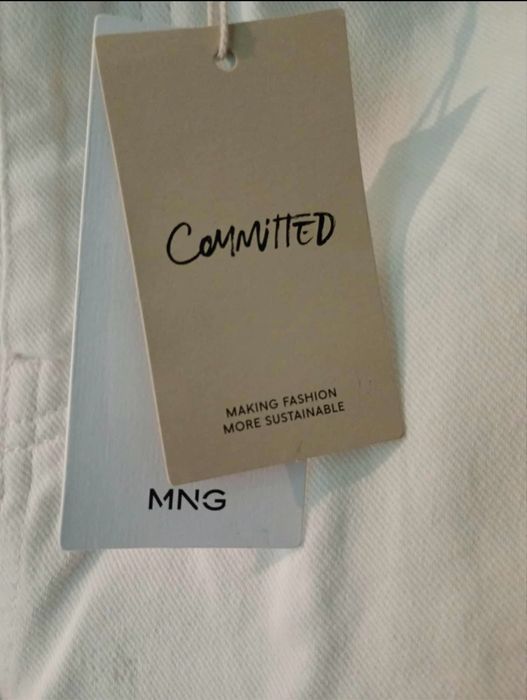 COMMITTED
MAKING FASHION
MORE SUSTAINABLE
MNG